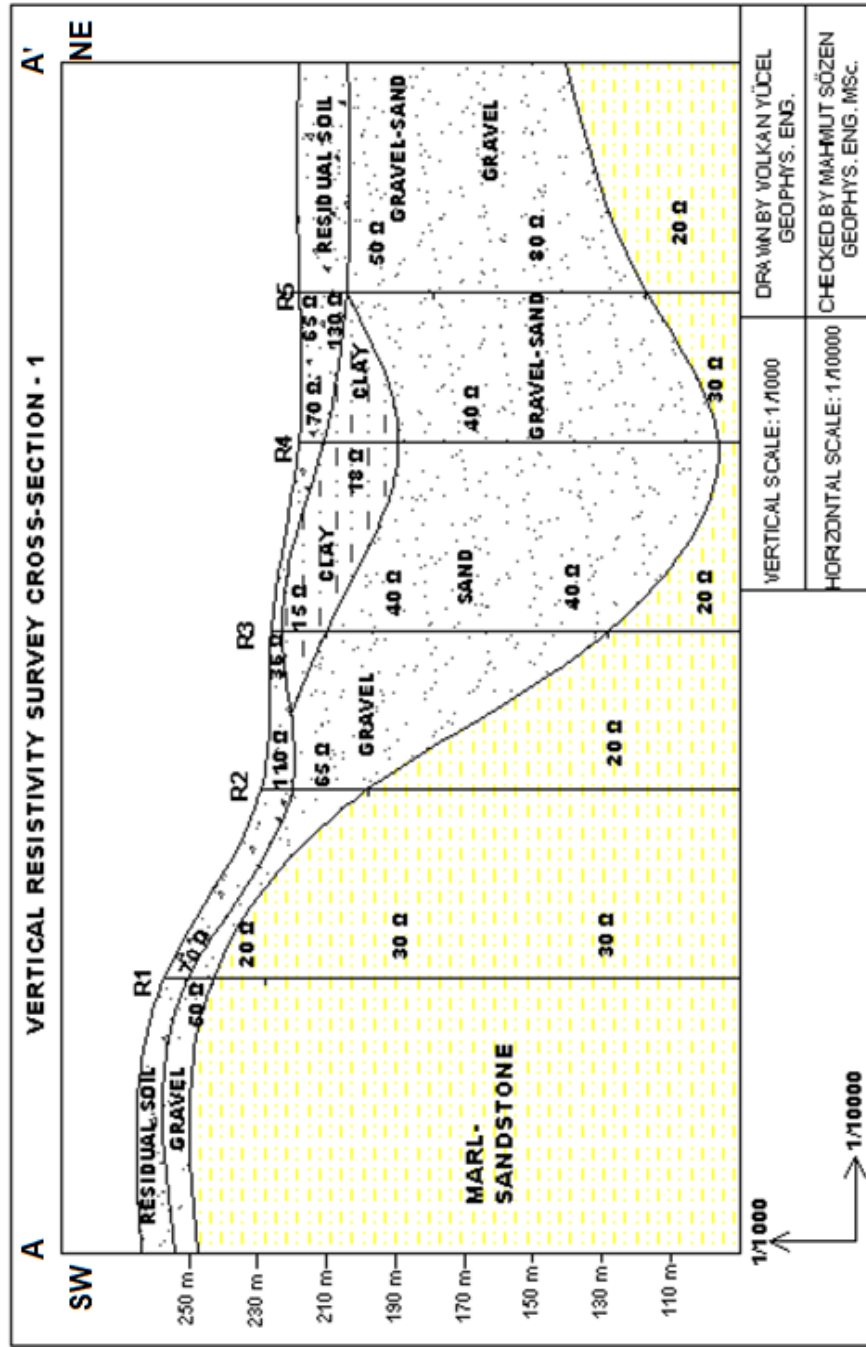 VERTICAL RESISTIVITY SURVEY CROSS-SECTION - 1
A
A'
SW
NE
R1
R2
R3
R4
R5
250 m
230 m
210 m
190 m
170 m
150 m
130 m
110 m
RESIDUAL SOIL
GRAVEL
70 Ω
60 Ω
20 Ω
30 Ω
30 Ω
MARL-
SANDSTONE
110 Ω
65 Ω
GRAVEL
20 Ω
36 Ω
15 Ω
CLAY
40 Ω
SAND
40 Ω
20 Ω
70 Ω
18 Ω
CLAY
40 Ω
GRAVEL-SAND
30 Ω
65 Ω
130 Ω
RESIDUAL SOIL
50 Ω
GRAVEL-SAND
GRAVEL
80 Ω
20 Ω
1/1000
1/10000
VERTICAL SCALE: 1/1000
HORIZONTAL SCALE: 1/10000
DRAWN BY VOLKAN YÜCEL
GEOPHYS. ENG.
CHECKED BY MAHMUT SÖZEN
GEOPHYS. ENG. MSc.